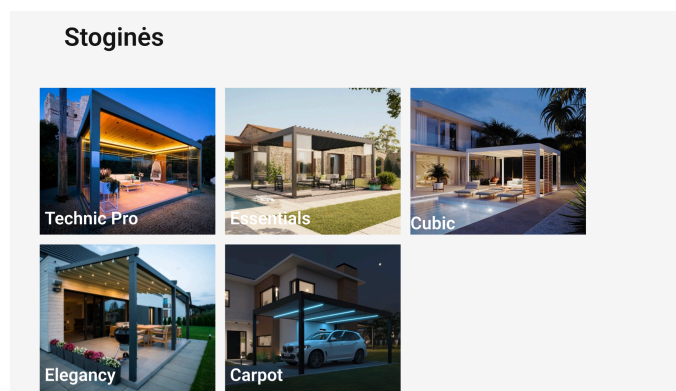 Stoginės
Technic Pro
Essentials
Cubic
Elegancy
Carpot